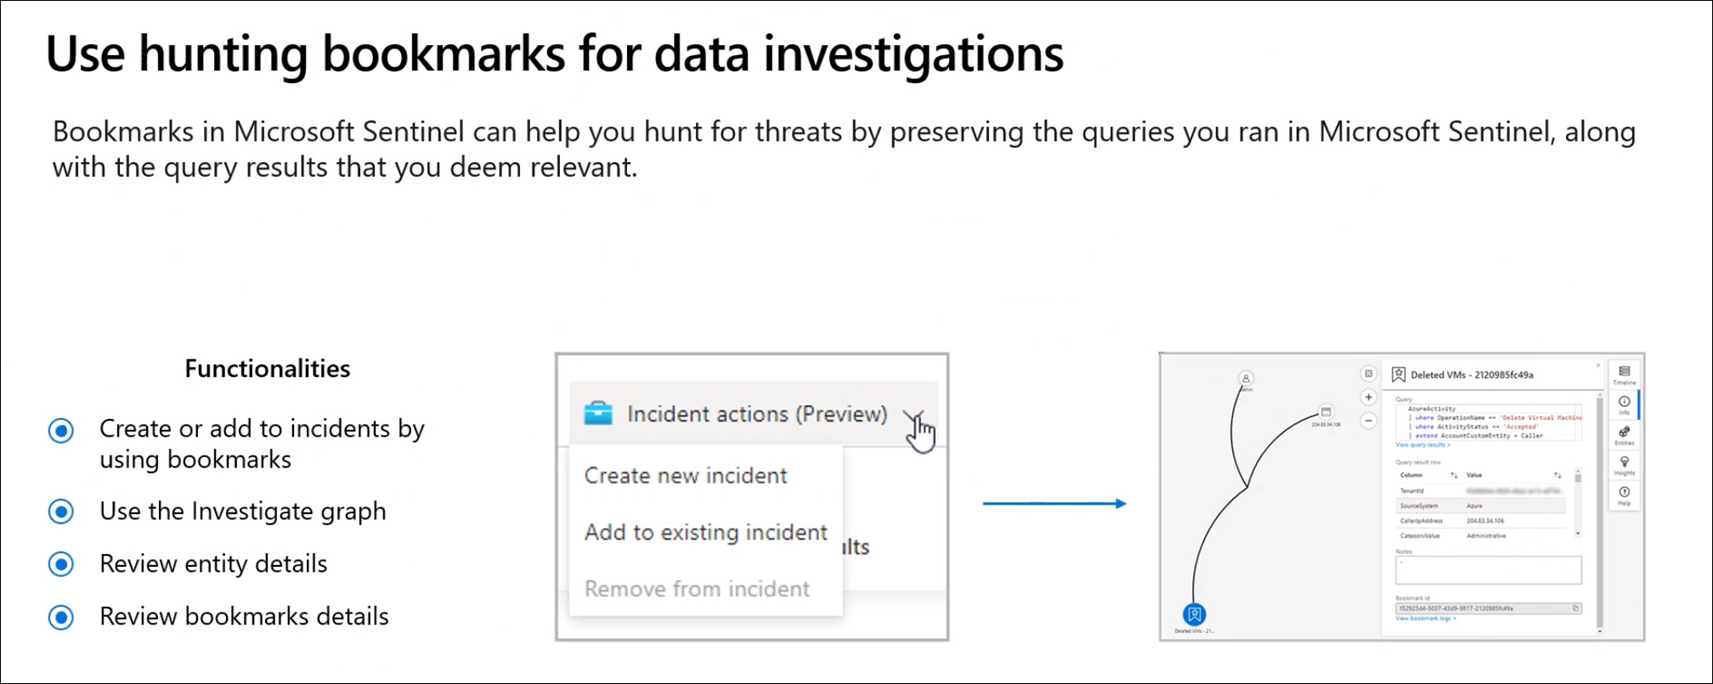 Use hunting bookmarks for data investigations
Bookmarks in Microsoft Sentinel can help you hunt for threats by preserving the queries you ran in Microsoft Sentinel, along
with the query results that you deem relevant.
Functionalities
Create or add to incidents by
using bookmarks
Use the Investigate graph
Review entity details
Review bookmarks details
Incident actions (Preview)
Create new incident
Add to existing incident
ults
Remove from incident
204.83.34.106
Deleted VMs - 21...
Deleted VMs - 2120985fc49a
Query
AzureActivity
| where OperationName == 'Delete Virtual Machine
| where ActivityStatus == 'Accepted'
| extend AccountCustomEntity = Caller
View query results >
Query result row
Column Value
TenantId
SourceSystem Azure
CallerIpAddress 204.83.34.106
CategoryValue Administrative
Notes
Bookmark id
View bookmark logs >
Timeline
Info
Entities
Insights
Help